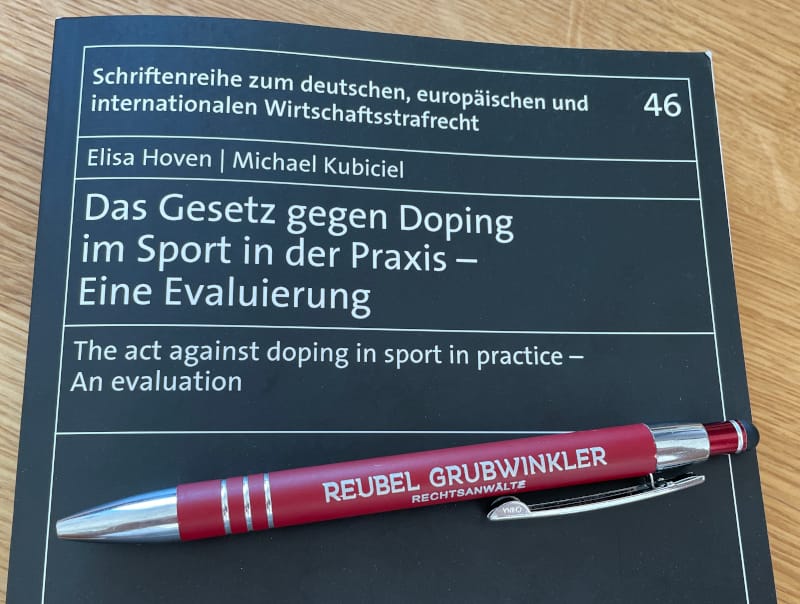 Schriftenreihe zum deutschen, europäischen und
internationalen Wirtschaftsstrafrecht
46
Elisa Hoven | Michael Kubiciel
Das Gesetz gegen Doping
im Sport in der Praxis –
Eine Evaluierung
The act against doping in sport in practice –
An evaluation
REUBEL GRUBWINKLER
RECHTSANWÄLTE